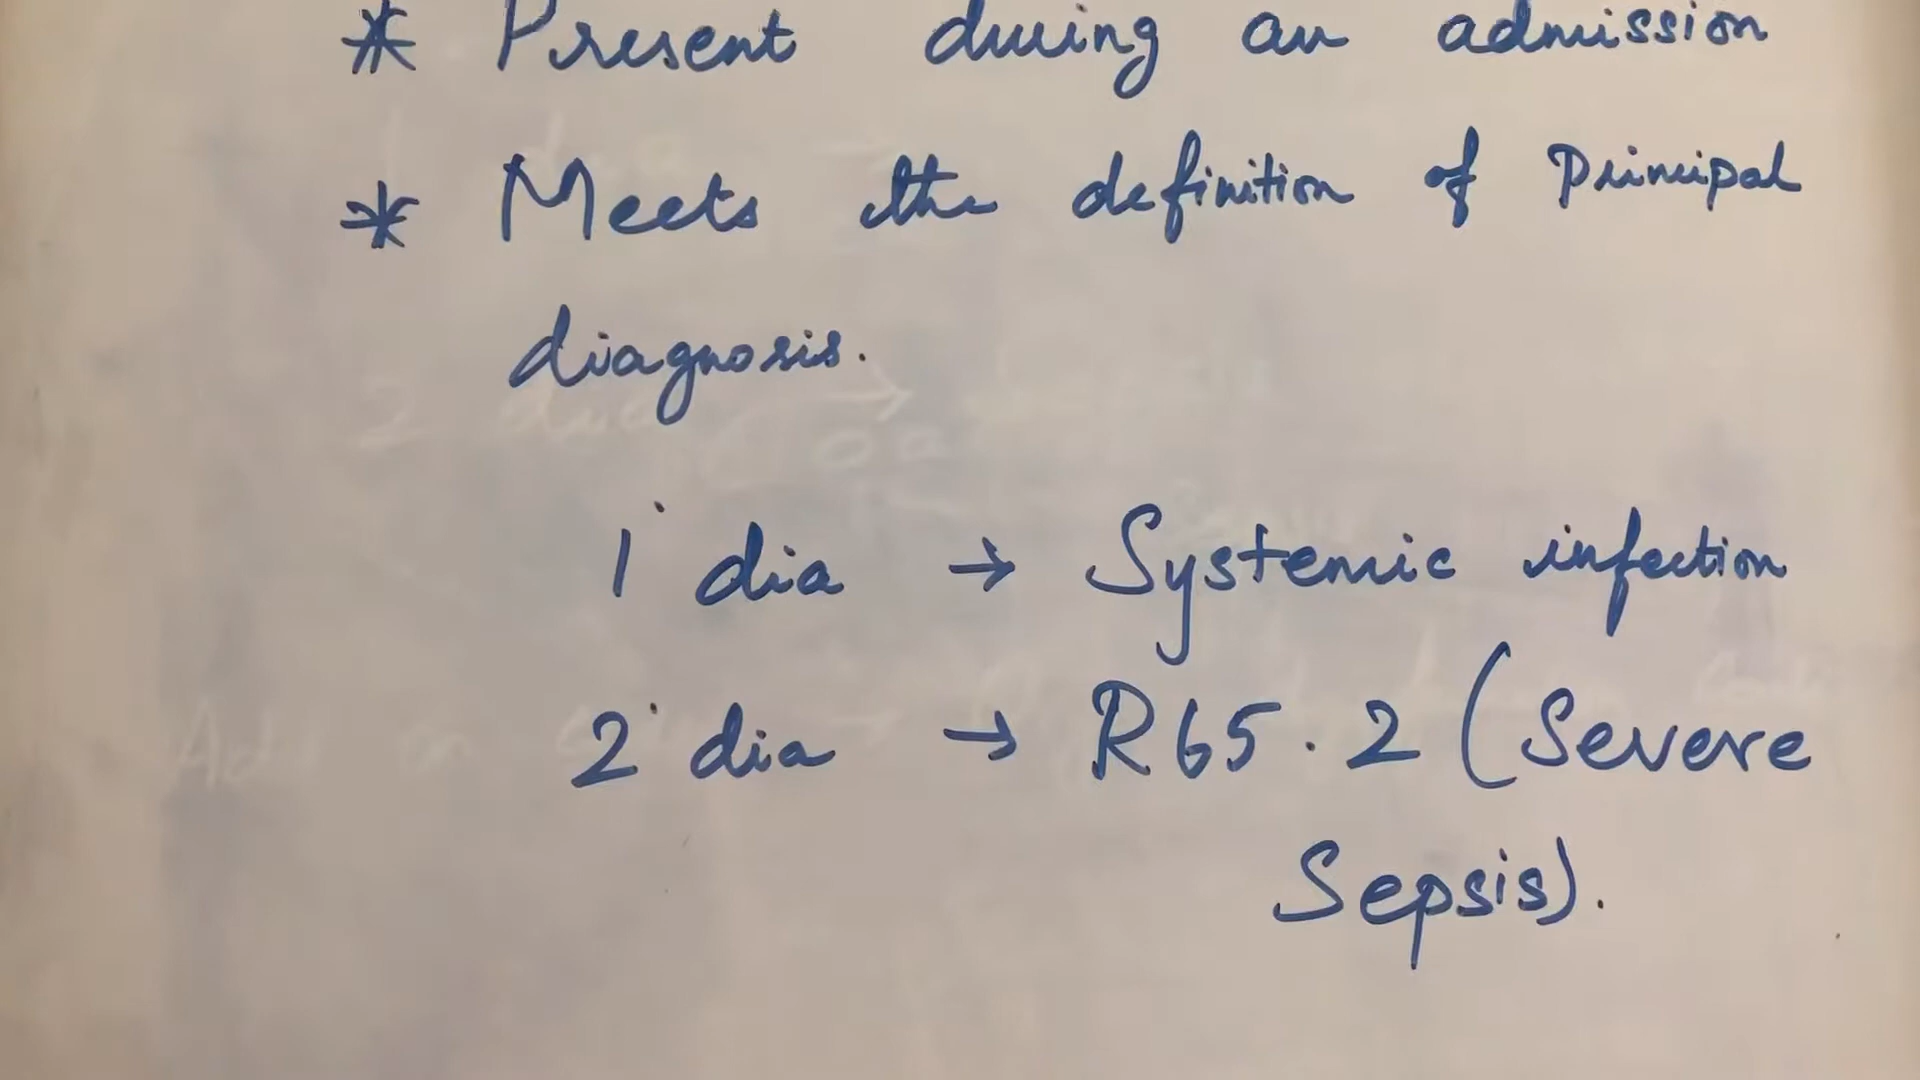 * Present during an admission
* Meets the definition of Principal
diagnosis.
1° dia → Systemic infection
2° dia → R65.2 (Severe
Sepsis).